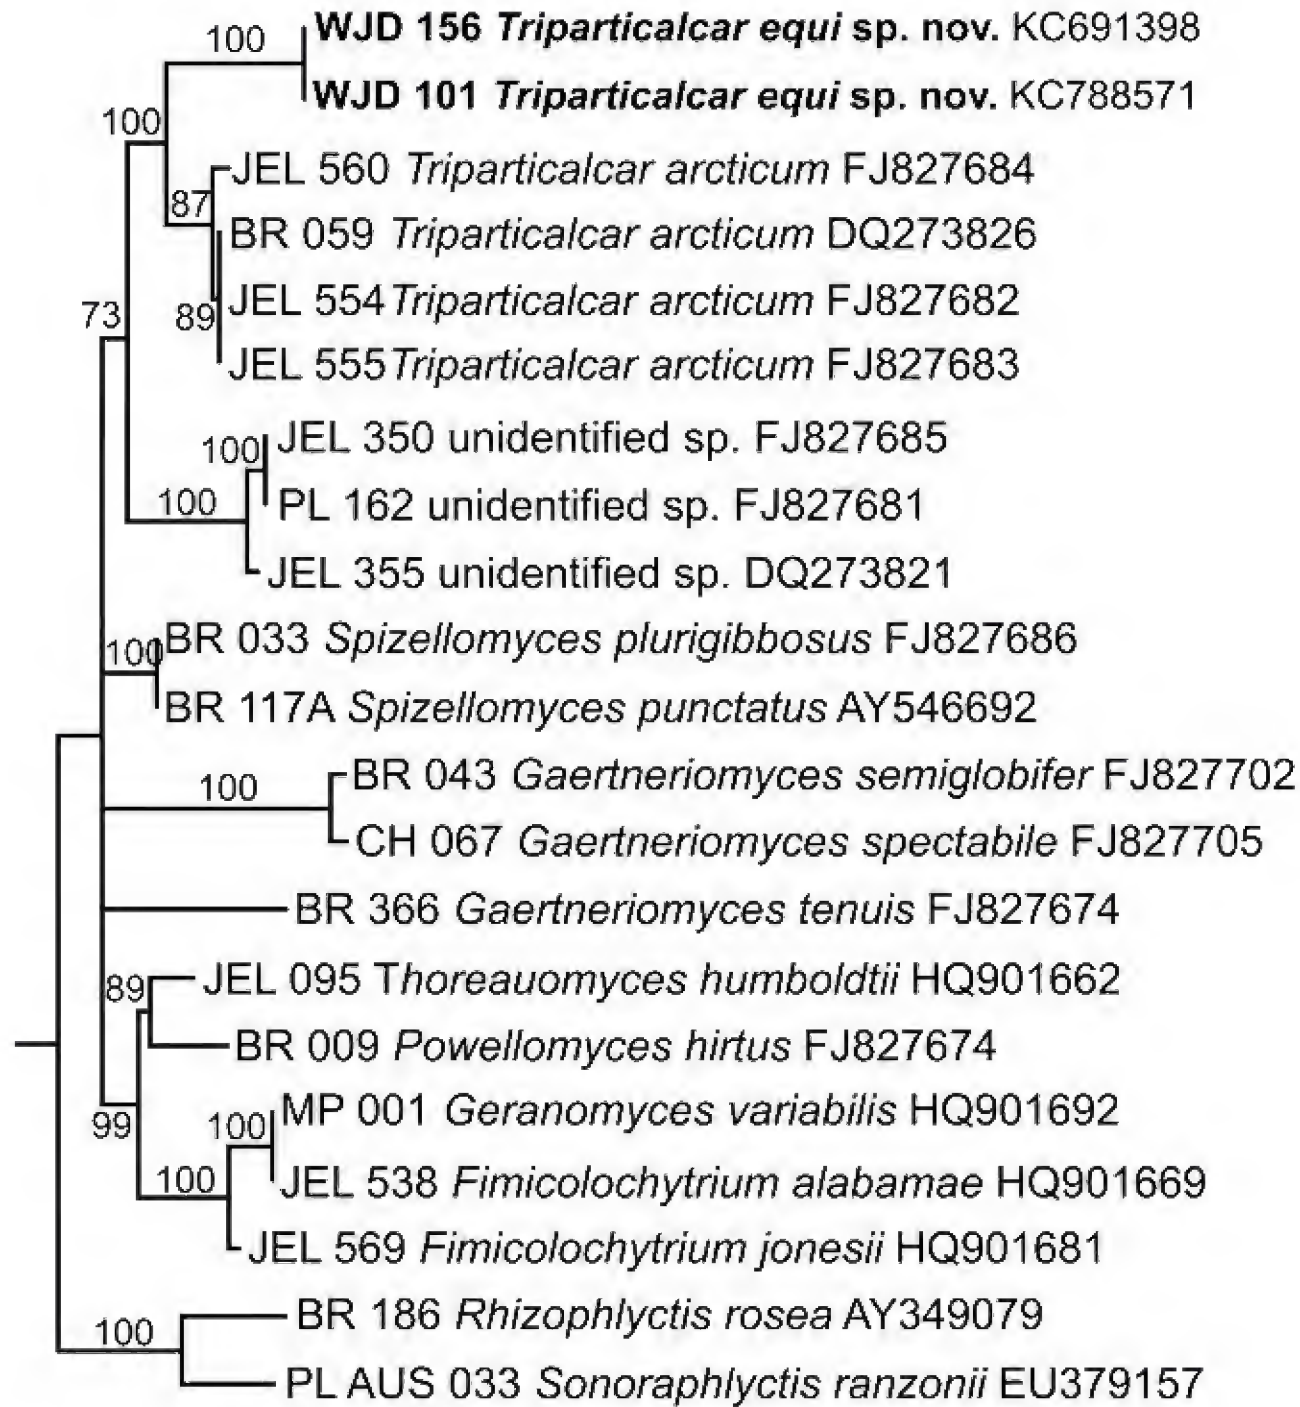 100
WJD 156 Triparticalcar equi sp. nov. KC691398
WJD 101 Triparticalcar equi sp. nov. KC788571
100
JEL 560 Triparticalcar arcticum FJ827684
87
BR 059 Triparticalcar arcticum DQ273826
JEL 554 Triparticalcar arcticum FJ827682
73
89
JEL 555 Triparticalcar arcticum FJ827683
JEL 350 unidentified sp. FJ827685
100
PL 162 unidentified sp. FJ827681
100
JEL 355 unidentified sp. DQ273821
BR 033 Spizellomyces plurigibbosus FJ827686
100
BR 117A Spizellomyces punctatus AY546692
BR 043 Gaertneriomyces semiglobifer FJ827702
100
CH 067 Gaertneriomyces spectabile FJ827705
BR 366 Gaertneriomyces tenuis FJ827674
JEL 095 Thoreauomyces humboldtii HQ901662
89
BR 009 Powellomyces hirtus FJ827674
MP 001 Geranomyces variabilis HQ901692
99
100
JEL 538 Fimicolochytrium alabamae HQ901669
100
JEL 569 Fimicolochytrium jonesii HQ901681
BR 186 Rhizophlyctis rosea AY349079
100
PL AUS 033 Sonoraphlyctis ranzonii EU379157